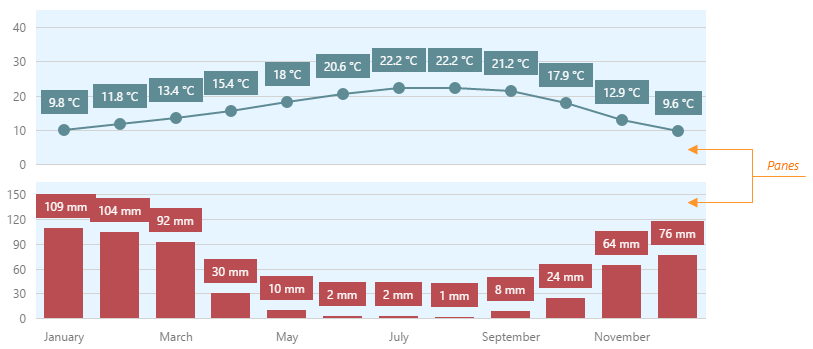 40
30
20
10
0
9.8 °C
11.8 °C
13.4 °C
15.4 °C
18 °C
20.6 °C
22.2 °C
22.2 °C
21.2 °C
17.9 °C
12.9 °C
9.6 °C
Panes
150
120
90
60
30
0
109 mm
104 mm
92 mm
30 mm
10 mm
2 mm
2 mm
1 mm
8 mm
24 mm
64 mm
76 mm
January March May July September November